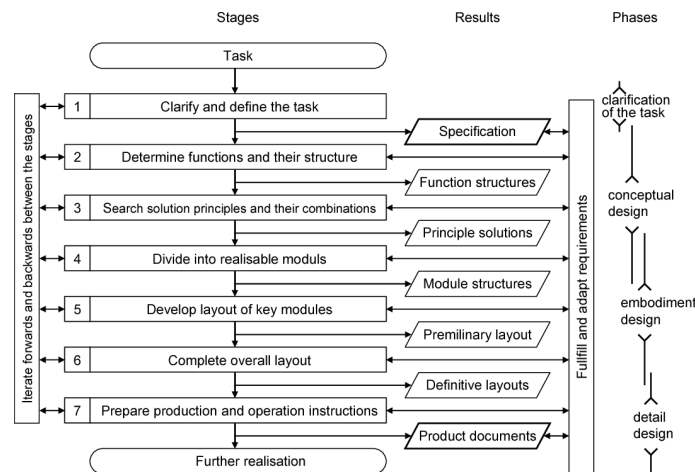 Stages Results Phases
Task
1 Clarify and define the task
clarification
of the task
Specification
2 Determine functions and their structure
Function structures
conceptual
design
3 Search solution principles and their combinations
Principle solutions
4 Divide into realisable moduls
Module structures
5 Develop layout of key modules
embodiment
design
Premilinary layout
6 Complete overall layout
Definitive layouts
7 Prepare production and operation instructions
detail
design
Product documents
Further realisation
Iterate forwards and backwards between the stages
Fullfill and adapt requirements